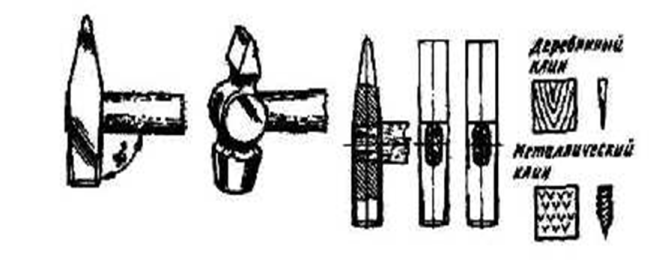 Деревянный
клин
Металлический
клин